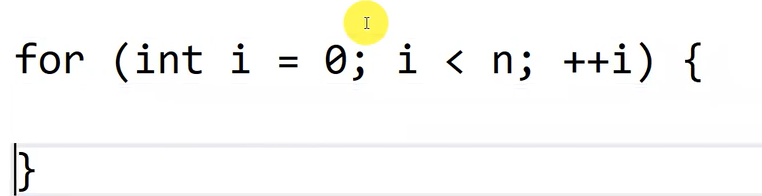 for (int i = 0; i < n; ++i) {
}